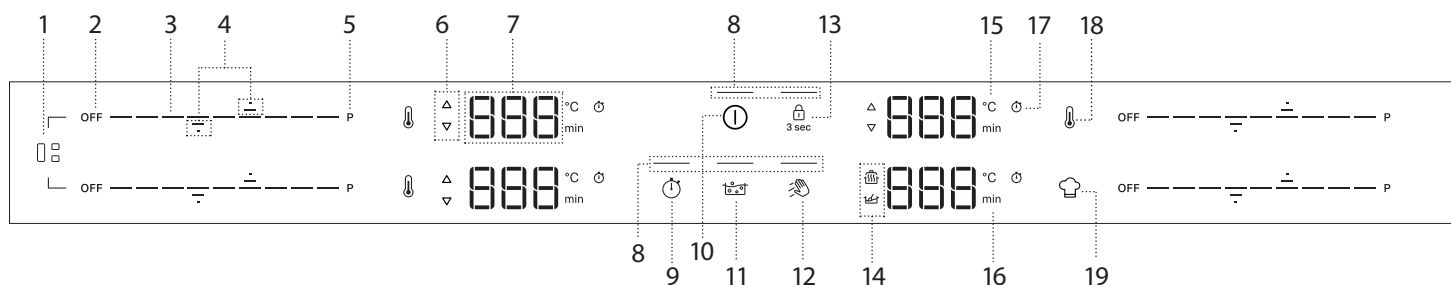 1 2 3 4 5 6 7 8 13 15 17 18
OFF P °C min 3 sec °C min OFF P
OFF P °C min °C min OFF P
8 9 10 11 12 14 16 19